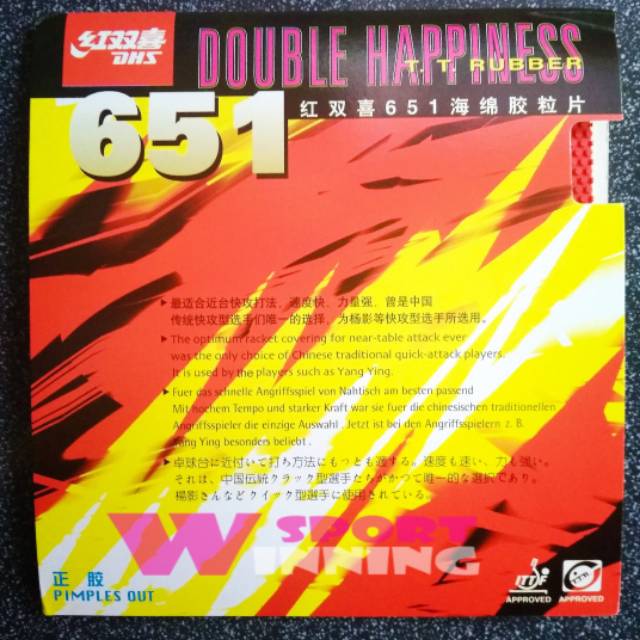 红双喜
DHS
DOUBLE HAPPINESS
T.T RUBBER
651
红双喜651海绵胶粒片
最适合近台快攻打法，速度快、力量强，曾是中国
传统快攻型选手们唯一的选择，为杨影等快攻型选手所选用。
The optimum racket covering for near-table attack ever
was the only choice of Chinese traditional quick-attack players.
It is used by the players such as Yang Ying.
Fuer das schnelle Angriffsspiel von Nahtisch am besten passend
Mit hochem Tempo und starker Kraft war sie fuer die chinesischen traditionellen
Angriffsspieler die einzige Auswahl . Jetzt ist bei den Angriffsspielern z. B.
Yang Ying besonders beliebt .
卓球台に近付いて打ち方法にもっとも適する。速度も速い、力も强い。
それは、中国伝統クラック型選手たちがかつて唯一的な選択であり。
楊影さんなどクイック型選手に使用されている。
WINNING SPORT
正胶
PIMPLES OUT
ITTF
APPROVED
APPROVED